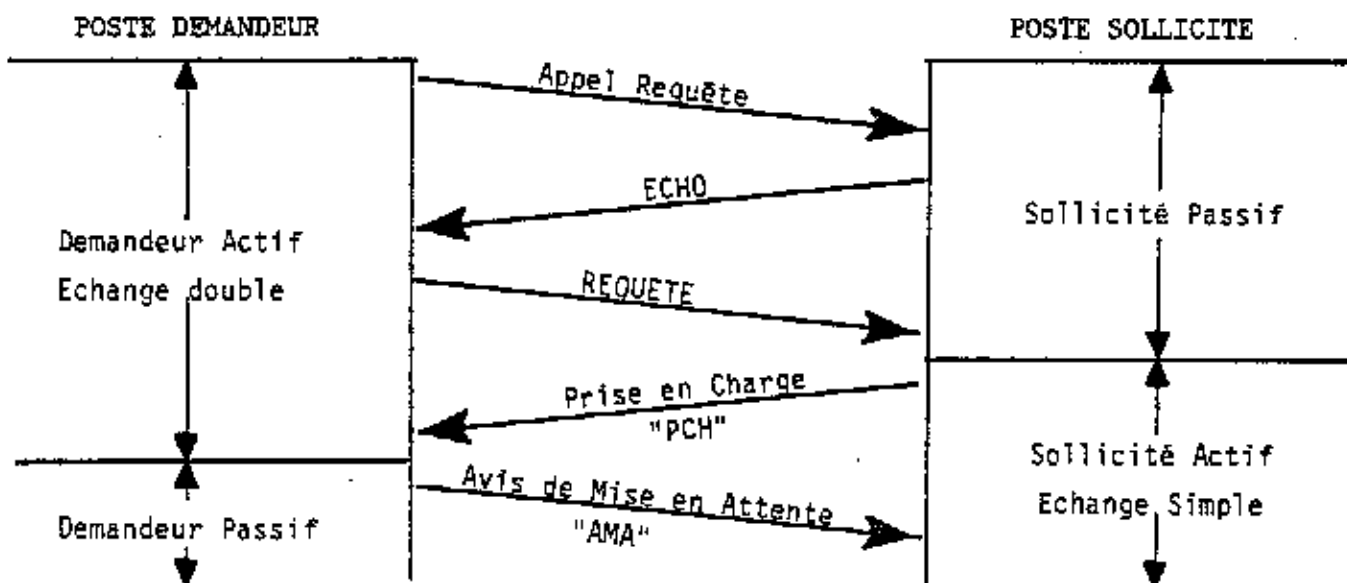 POSTE DEMANDEUR
POSTE SOLLICITE
Appel Requête
ECHO
Demandeur Actif
Echange double
Sollicité Passif
REQUETE
Prise en Charge
"PCH"
Sollicité Actif
Echange Simple
Avis de Mise en Attente
"AMA"
Demandeur Passif